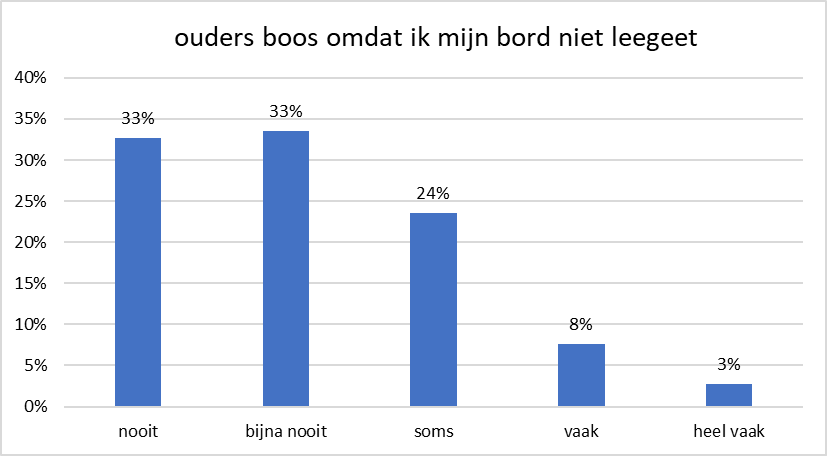 ouders boos omdat ik mijn bord niet leegeet
40%
35%
30%
25%
20%
15%
10%
5%
0%
33%
33%
24%
8%
3%
nooit
bijna nooit
soms
vaak
heel vaak